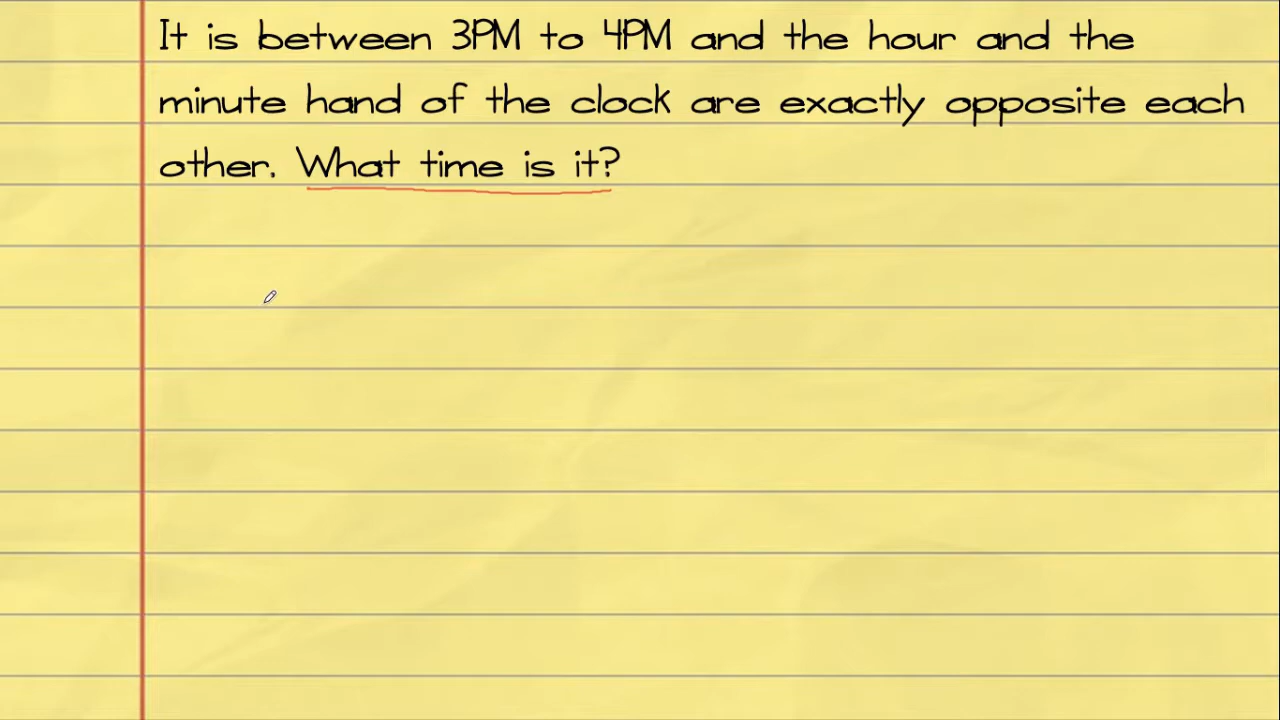 It is between 3PM to 4PM and the hour and the
minute hand of the clock are exactly opposite each
other. What time is it?